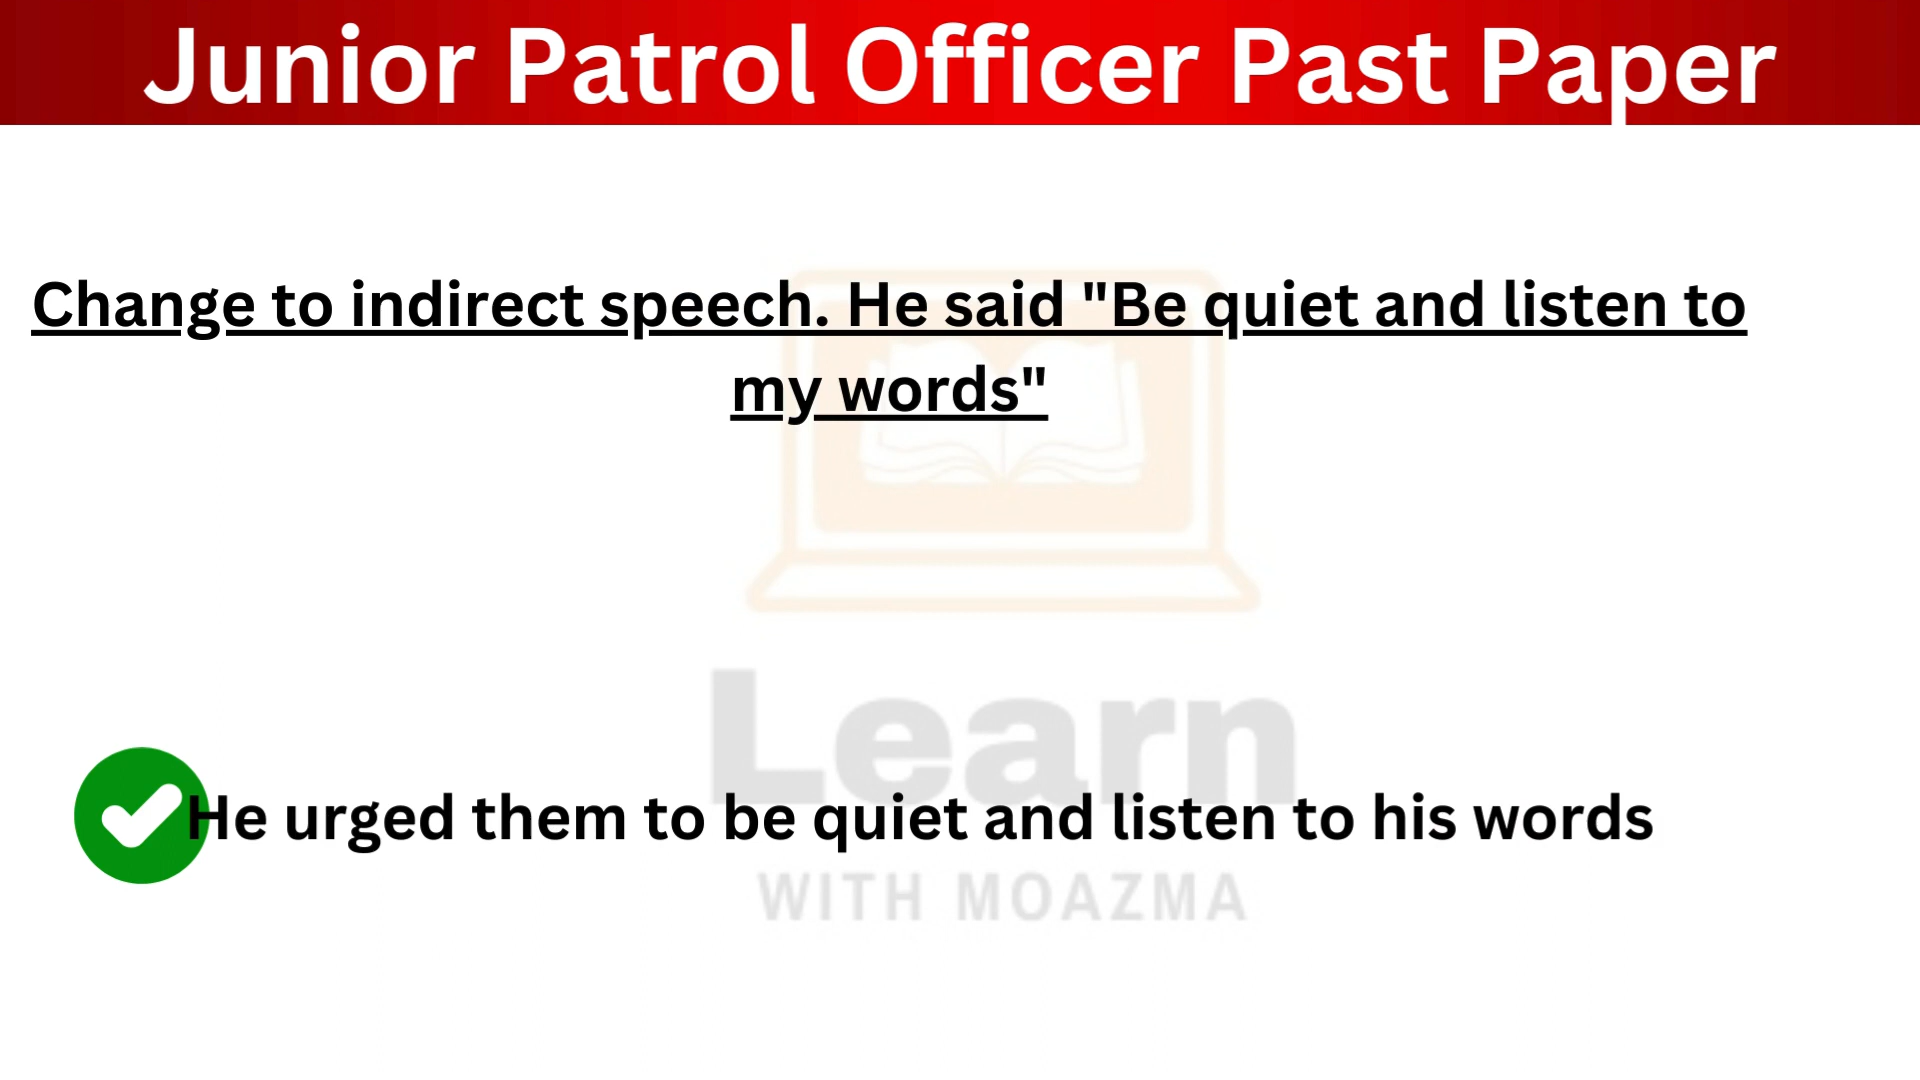 Junior Patrol Officer Past Paper
Change to indirect speech. He said "Be quiet and listen to
my words"
Learn
He urged them to be quiet and listen to his words
WITH MOAZMA